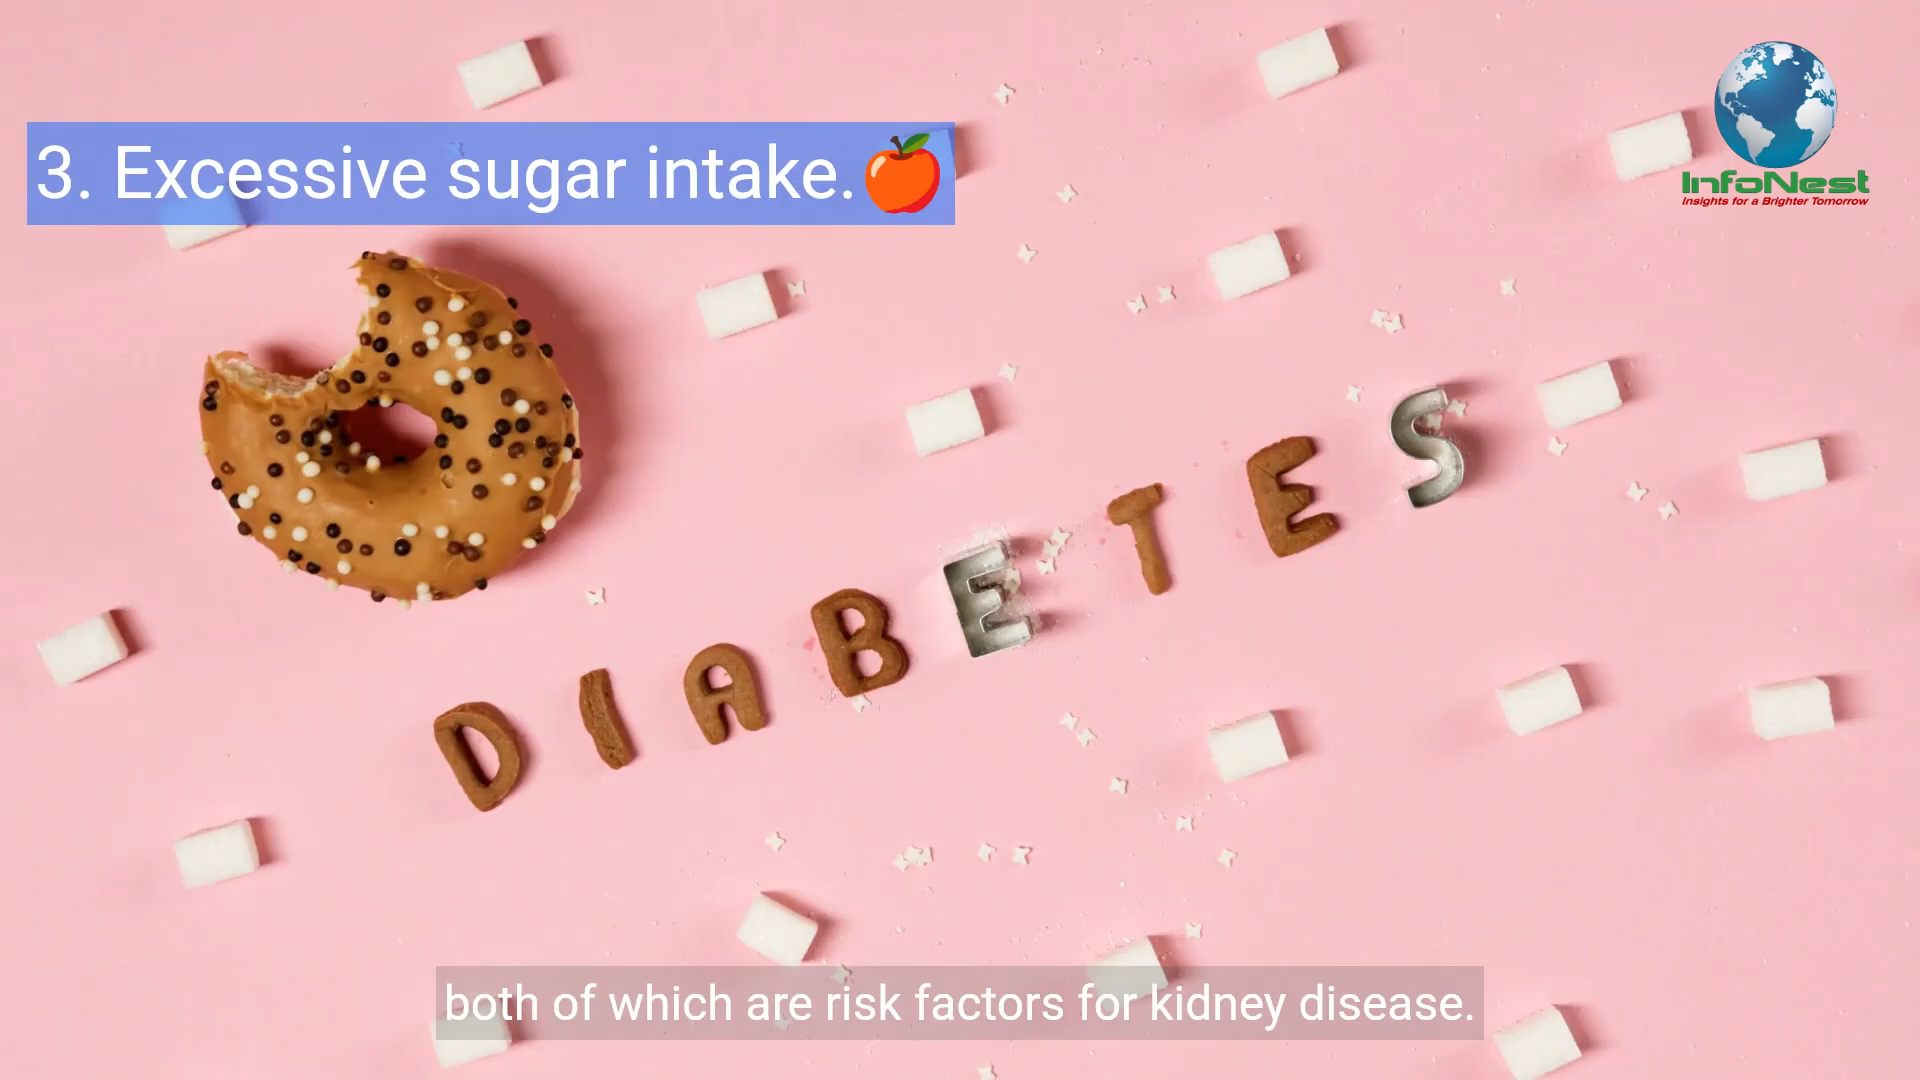 3. Excessive sugar intake.
InfoNest
Insights for a Brighter Tomorrow
DIABETES
both of which are risk factors for kidney disease.